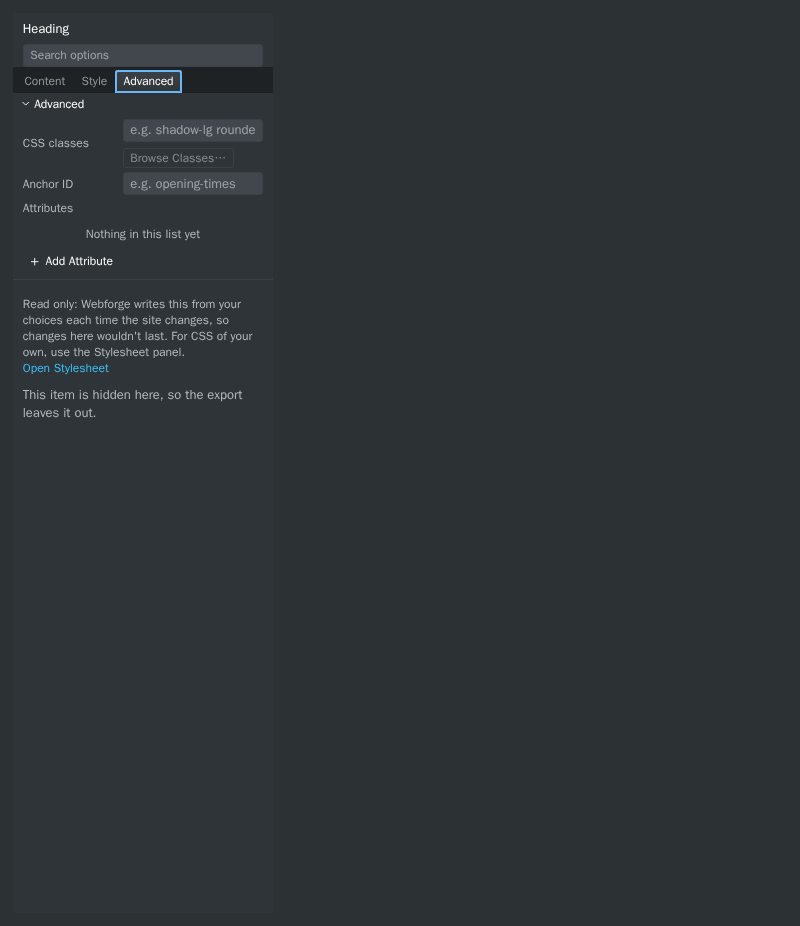 Heading
Search options
Content Style Advanced
Advanced
CSS classes
e.g. shadow-lg rounde
Browse Classes···
Anchor ID e.g. opening-times
Attributes
Nothing in this list yet
+ Add Attribute
Read only: Webforge writes this from your
choices each time the site changes, so
changes here wouldn't last. For CSS of your
own, use the Stylesheet panel.
Open Stylesheet
This item is hidden here, so the export
leaves it out.